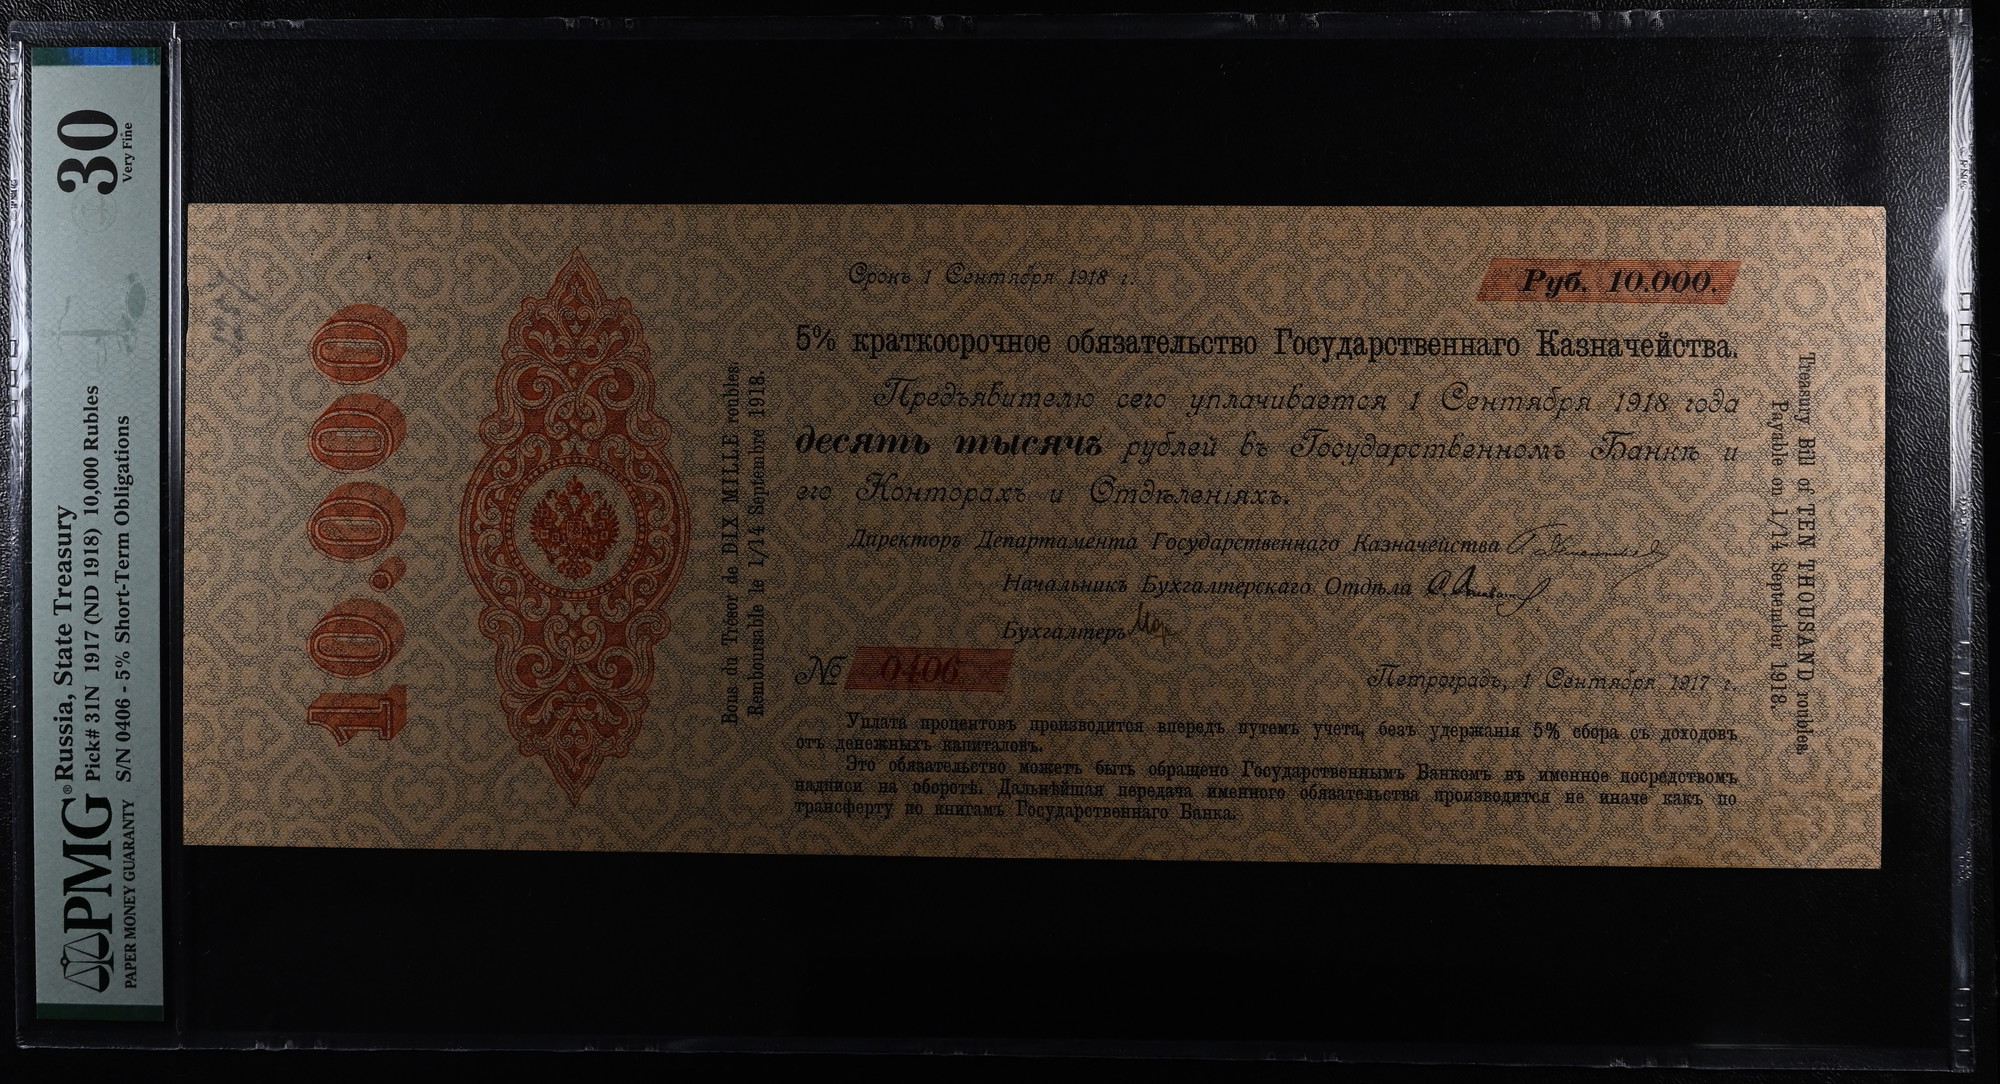 PMG®
PAPER MONEY GUARANTY
Russia, State Treasury
Pick# 31N 1917 (ND 1918) 10,000 Rubles
S/N 0406 - 5% Short-Term Obligations
30
Very Fine
10.000
Bons du Trésor de DIX MILLE roubles.
Remboursable le 1/14 Septembre 1918.
Срокъ 1 Сентября 1918 г.
Руб. 10.000.
5% краткосрочное обязательство Государственнаго Казначейства.
Предъявителю сего уплачивается 1 Сентября 1918 года
десять тысячъ рублей въ Государственномъ Банкѣ и
его Конторахъ и Отдѣленіяхъ.
Директоръ Департамента Государственнаго Казначейства
Начальникъ Бухгалтерскаго Отдѣла
Бухгалтеръ
№ 0406
Петроградъ, 1 Сентября 1917 г.
Уплата процентовъ производится впередъ путемъ учета, безъ удержанія 5% сбора съ доходовъ
отъ денежныхъ капиталовъ.
Это обязательство можетъ быть обращено Государственнымъ Банкомъ въ именное посредствомъ
надписи на оборотѣ. Дальнѣйшая передача именного обязательства производится не иначе какъ по
трансферту по книгамъ Государственнаго Банка.
Treasury Bill of TEN THOUSAND roubles.
Payable on 1/14 September 1918.